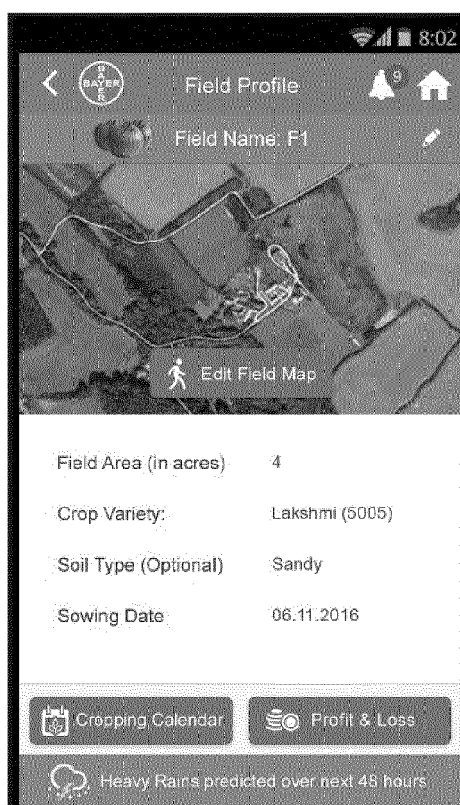 8:02
BAYER
BAYER
Field Profile
9
Field Name: F1
Edit Field Map
Field Area (in acres) 4
Crop Variety: Lakshmi (5005)
Soil Type (Optional) Sandy
Sowing Date 06.11.2016
Cropping Calendar
Profit & Loss
Heavy Rains predicted over next 48 hours